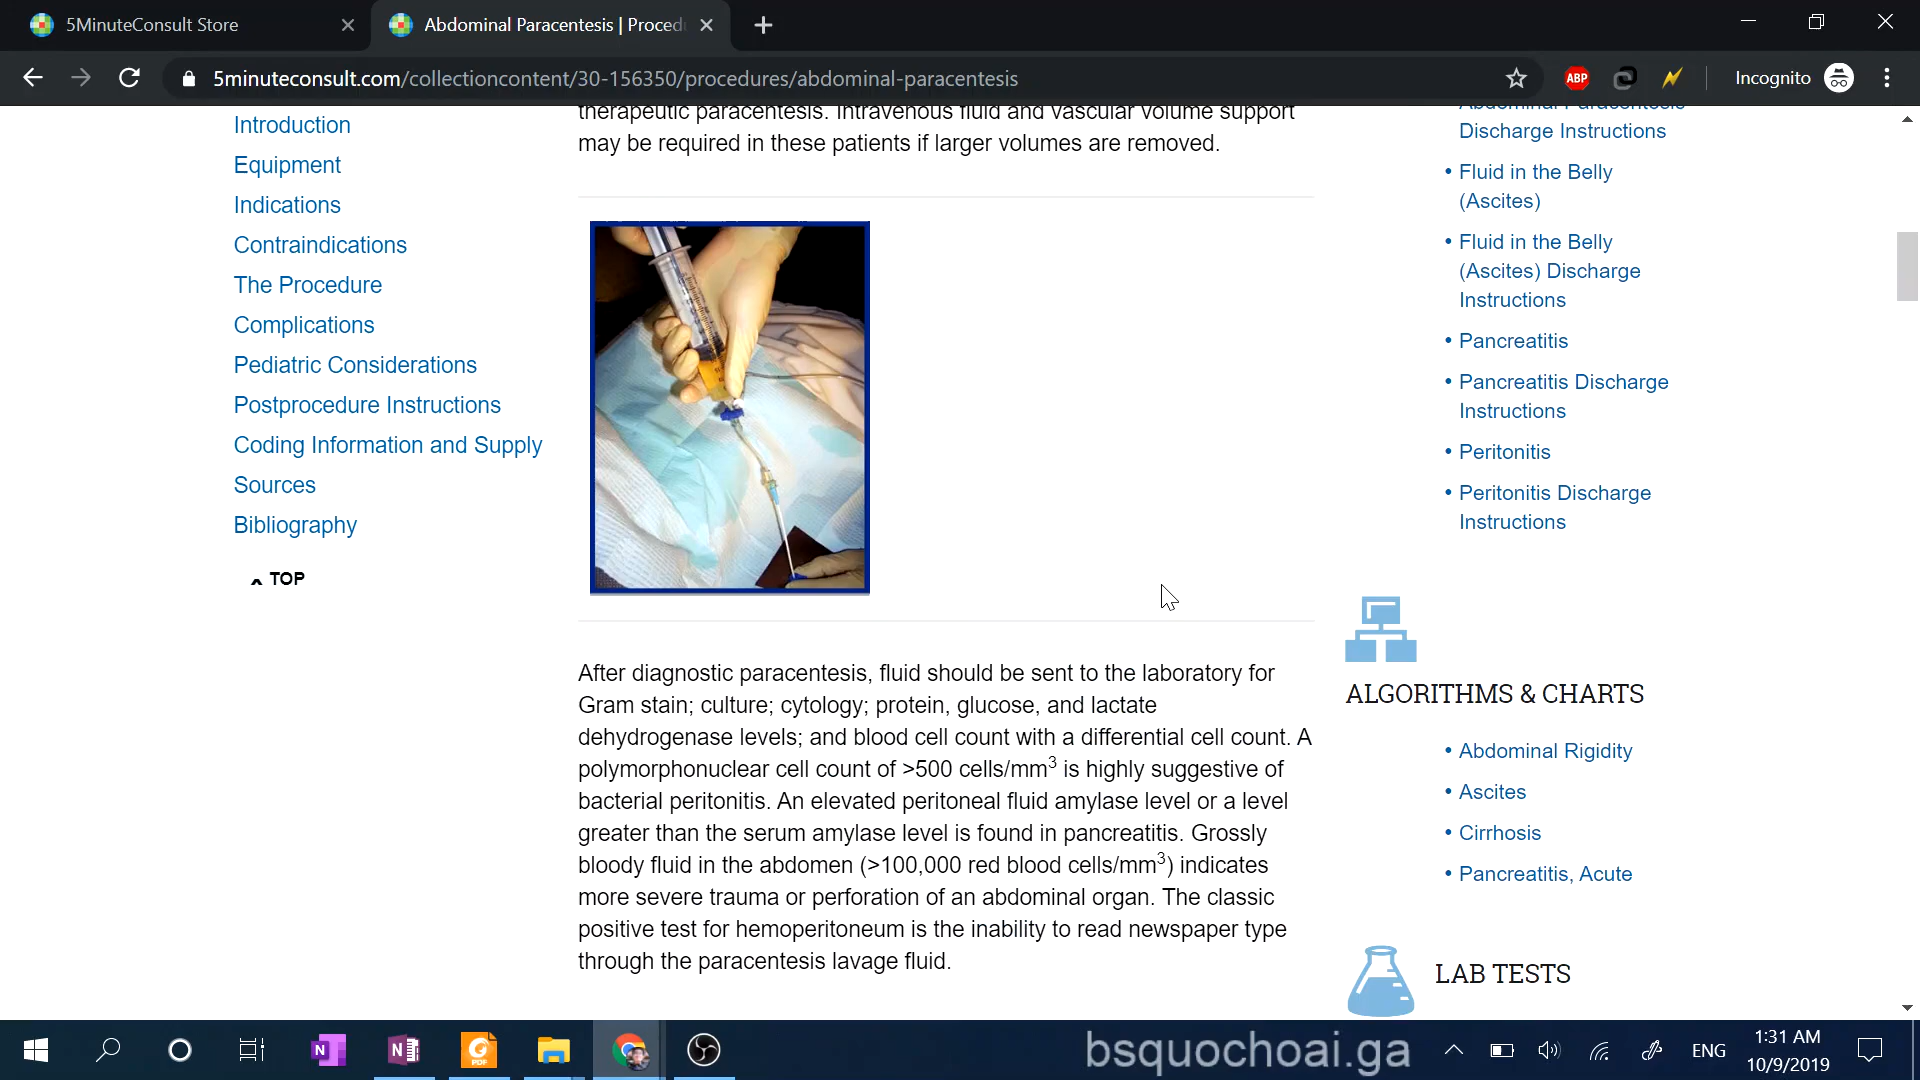 5MinuteConsult Store
Abdominal Paracentesis | Proced
5minuteconsult.com/collectioncontent/30-156350/procedures/abdominal-paracentesis
ABP
Incognito
Introduction
Equipment
Indications
Contraindications
The Procedure
Complications
Pediatric Considerations
Postprocedure Instructions
Coding Information and Supply
Sources
Bibliography
TOP
therapeutic paracentesis. Intravenous fluid and vascular volume support
may be required in these patients if larger volumes are removed.
After diagnostic paracentesis, fluid should be sent to the laboratory for
Gram stain; culture; cytology; protein, glucose, and lactate
dehydrogenase levels; and blood cell count with a differential cell count. A
polymorphonuclear cell count of >500 cells/mm³ is highly suggestive of
bacterial peritonitis. An elevated peritoneal fluid amylase level or a level
greater than the serum amylase level is found in pancreatitis. Grossly
bloody fluid in the abdomen (>100,000 red blood cells/mm³) indicates
more severe trauma or perforation of an abdominal organ. The classic
positive test for hemoperitoneum is the inability to read newspaper type
through the paracentesis lavage fluid.
Abdominal Paracentesis
Discharge Instructions
• Fluid in the Belly
(Ascites)
• Fluid in the Belly
(Ascites) Discharge
Instructions
• Pancreatitis
• Pancreatitis Discharge
Instructions
• Peritonitis
• Peritonitis Discharge
Instructions
ALGORITHMS & CHARTS
• Abdominal Rigidity
• Ascites
• Cirrhosis
• Pancreatitis, Acute
LAB TESTS
N
N
PDF
bsquochoai.ga
ENG
1:31 AM
10/9/2019